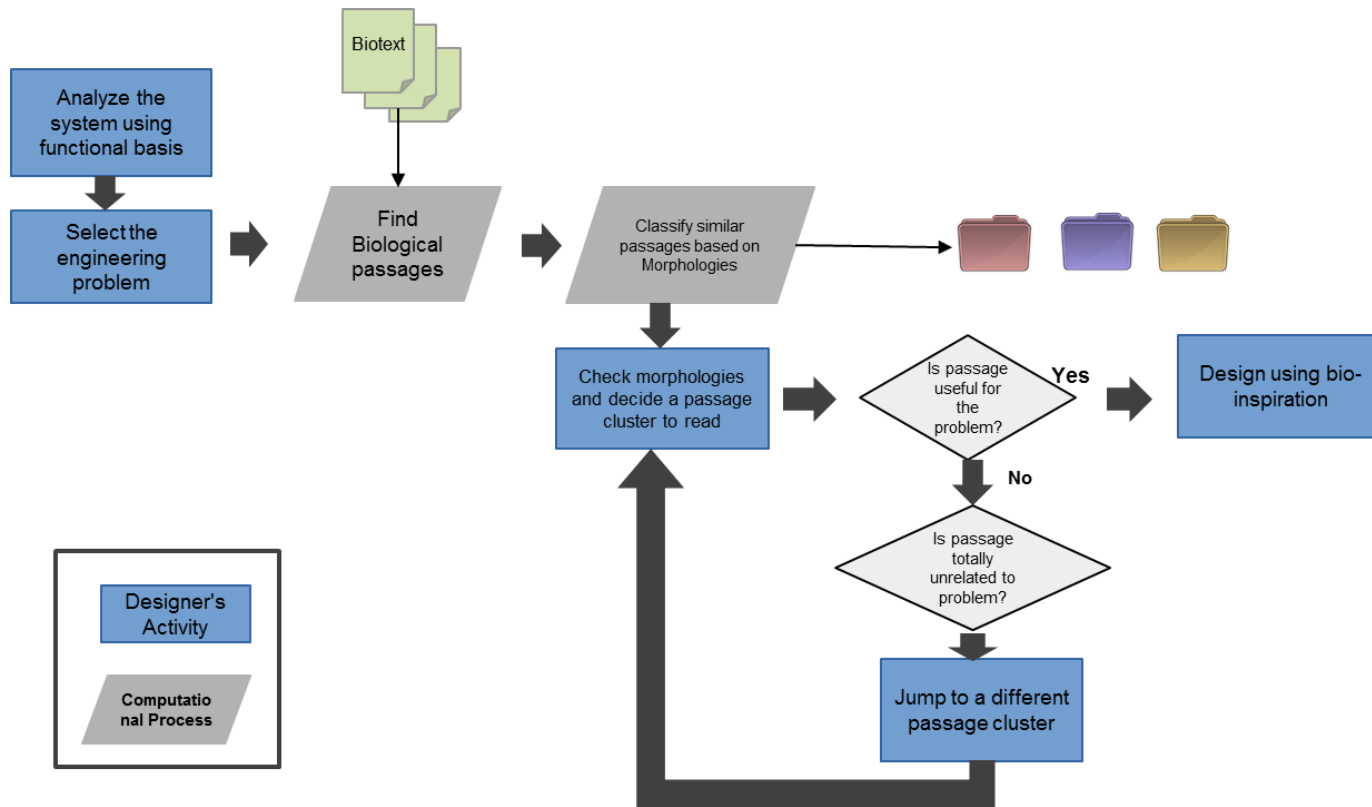 Biotext
Analyze the
system using
functional basis
Select the
engineering
problem
Find
Biological
passages
Classify similar
passages based on
Morphologies
Check morphologies
and decide a passage
cluster to read
Is passage
useful for
the
problem?
Yes
Design using bio-
inspiration
No
Is passage
totally
unrelated to
problem?
Jump to a different
passage cluster
Designer's
Activity
Computatio
nal Process